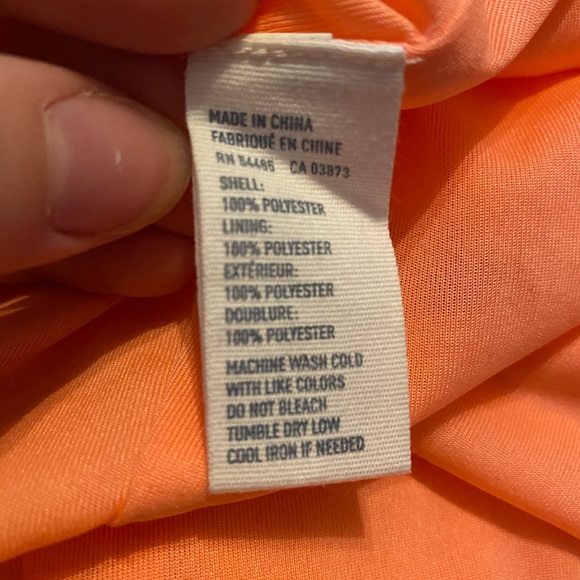 MADE IN CHINA
FABRIQUÉ EN CHINE
RN 54485 CA 03873
SHELL:
100% POLYESTER
LINING:
100% POLYESTER
EXTÉRIEUR:
100% POLYESTER
DOUBLURE:
100% POLYESTER
MACHINE WASH COLD
WITH LIKE COLORS
DO NOT BLEACH
TUMBLE DRY LOW
COOL IRON IF NEEDED